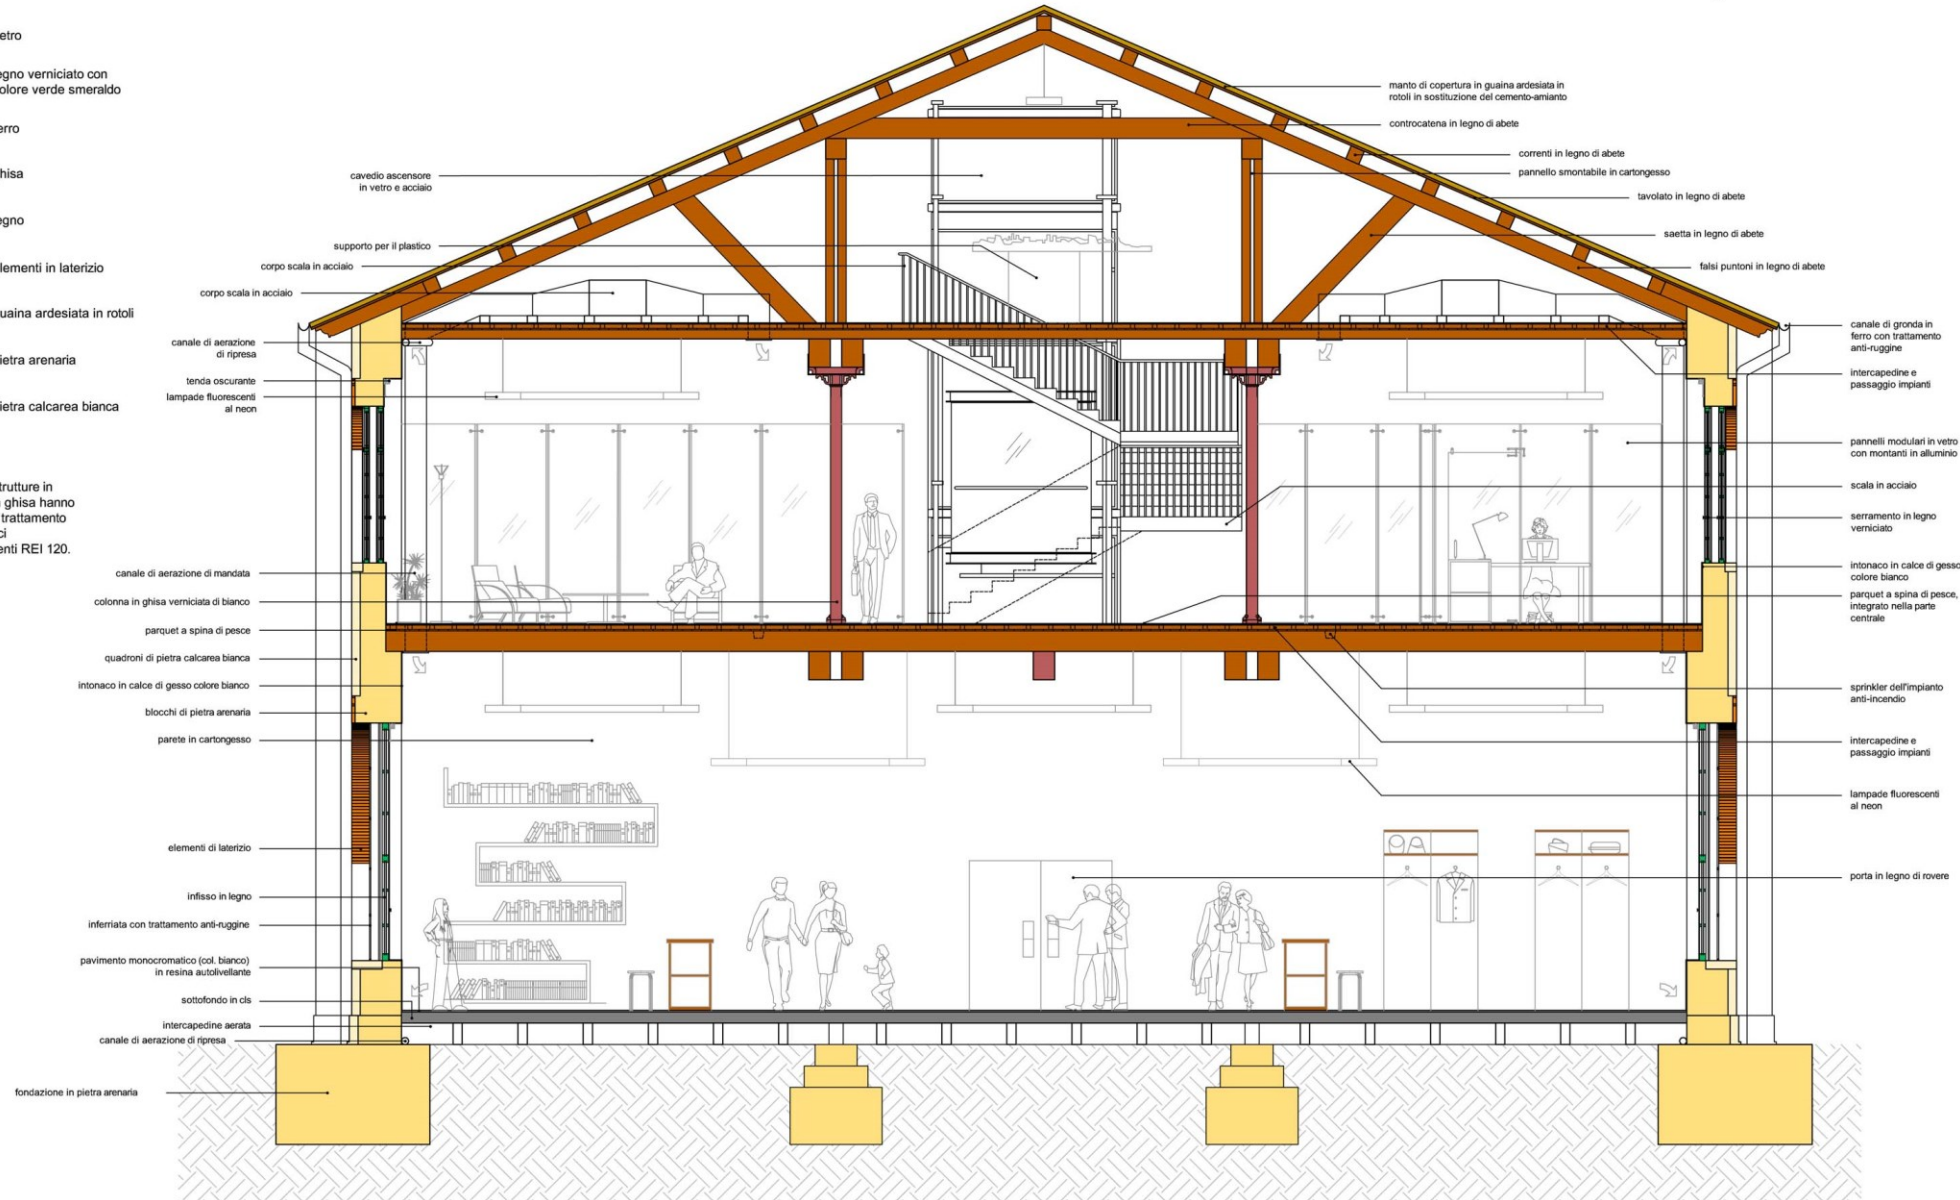 etro
egno verniciato con
olore verde smeraldo
erro
hisa
egno
lementi in laterizio
uaina ardesiata in rotoli
ietra arenaria
ietra calcarea bianca
trutture in
ghisa hanno
trattamento
ci
enti REI 120.
cavedio ascensore
in vetro e acciaio
supporto per il plastico
corpo scala in acciaio
corpo scala in acciaio
canale di aerazione
di ripresa
tenda oscurante
lampade fluorescenti
al neon
canale di aerazione di mandata
colonna in ghisa verniciata di bianco
parquet a spina di pesce
quadroni di pietra calcarea bianca
intonaco in calce di gesso colore bianco
blocchi di pietra arenaria
parete in cartongesso
elementi di laterizio
infisso in legno
inferriata con trattamento anti-ruggine
pavimento monocromatico (col. bianco)
in resina autolivellante
sottofondo in cls
intercapedine aerata
canale di aerazione di ripresa
fondazione in pietra arenaria
manto di copertura in guaina ardesiata in
rotoli in sostituzione del cemento-amianto
controcatena in legno di abete
correnti in legno di abete
pannello smontabile in cartongesso
tavolato in legno di abete
saetta in legno di abete
falsi puntoni in legno di abete
canale di gronda in
ferro con trattamento
anti-ruggine
intercapedine e
passaggio impianti
pannelli modulari in vetro
con montanti in alluminio
scala in acciaio
serramento in legno
verniciato
intonaco in calce di gesso
colore bianco
parquet a spina di pesce,
integrato nella parte
centrale
sprinkler dell'impianto
anti-incendio
intercapedine e
passaggio impianti
lampade fluorescenti
al neon
porta in legno di rovere